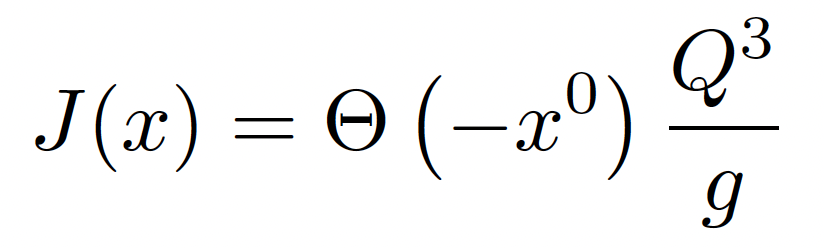 J(x) = Θ (−x⁰) Q³/g